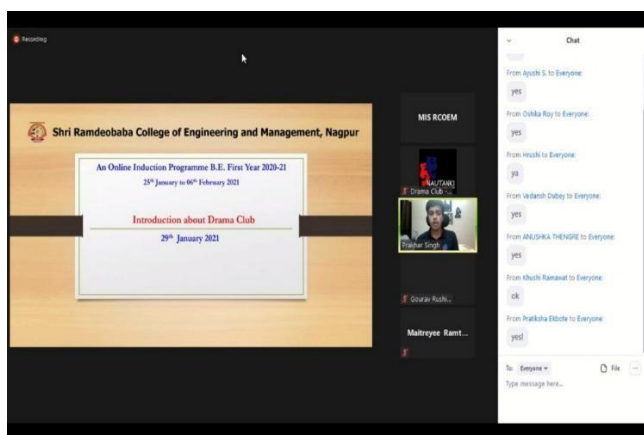 Recording
Shri Ramdeobaba College of Engineering and Management, Nagpur
An Online Induction Programme B.E. First Year 2020-21
25th January to 06th February 2021
Introduction about Drama Club
29th January 2021
MIS RCOEM
NAUTANKI
Drama Club -...
Prakhar Singh
Gourav Rushi...
Maitreyee Ramt...
Chat
From Ayushi S. to Everyone:
yes
From Oshka Roy to Everyone:
yes
From Hrushi to Everyone:
ya
From Vedansh Dabey to Everyone:
yes
From ANUSHKA THENGRE to Everyone:
yes
From Khushi Ramawat to Everyone:
ok
From Pratiksha Ekbote to Everyone:
yes!
To: Everyone
File
Type message here...